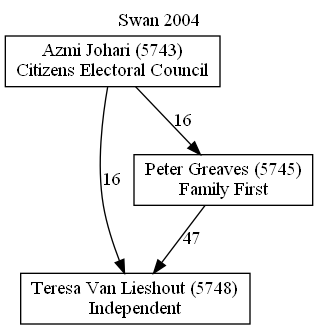 Swan 2004
Azmi Johari (5743)
Citizens Electoral Council
16
Peter Greaves (5745)
Family First
16
47
Teresa Van Lieshout (5748)
Independent